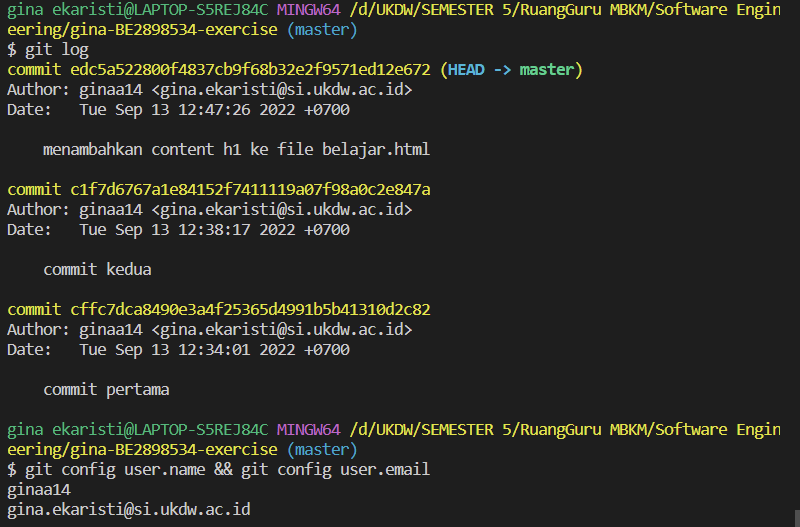 gina ekaristi@LAPTOP-S5REJ84C MINGW64 /d/UKDW/SEMESTER 5/RuangGuru MBKM/Software Engin
eering/gina-BE2898534-exercise (master)
$ git log
commit edc5a522800f4837cb9f68b32e2f9571ed12e672 (HEAD -> master)
Author: ginaa14 <gina.ekaristi@si.ukdw.ac.id>
Date:   Tue Sep 13 12:47:26 2022 +0700
    menambahkan content h1 ke file belajar.html
commit c1f7d6767a1e84152f7411119a07f98a0c2e847a
Author: ginaa14 <gina.ekaristi@si.ukdw.ac.id>
Date:   Tue Sep 13 12:38:17 2022 +0700
    commit kedua
commit cffc7dca8490e3a4f25365d4991b5b41310d2c82
Author: ginaa14 <gina.ekaristi@si.ukdw.ac.id>
Date:   Tue Sep 13 12:34:01 2022 +0700
    commit pertama
gina ekaristi@LAPTOP-S5REJ84C MINGW64 /d/UKDW/SEMESTER 5/RuangGuru MBKM/Software Engin
eering/gina-BE2898534-exercise (master)
$ git config user.name && git config user.email
ginaa14
gina.ekaristi@si.ukdw.ac.id